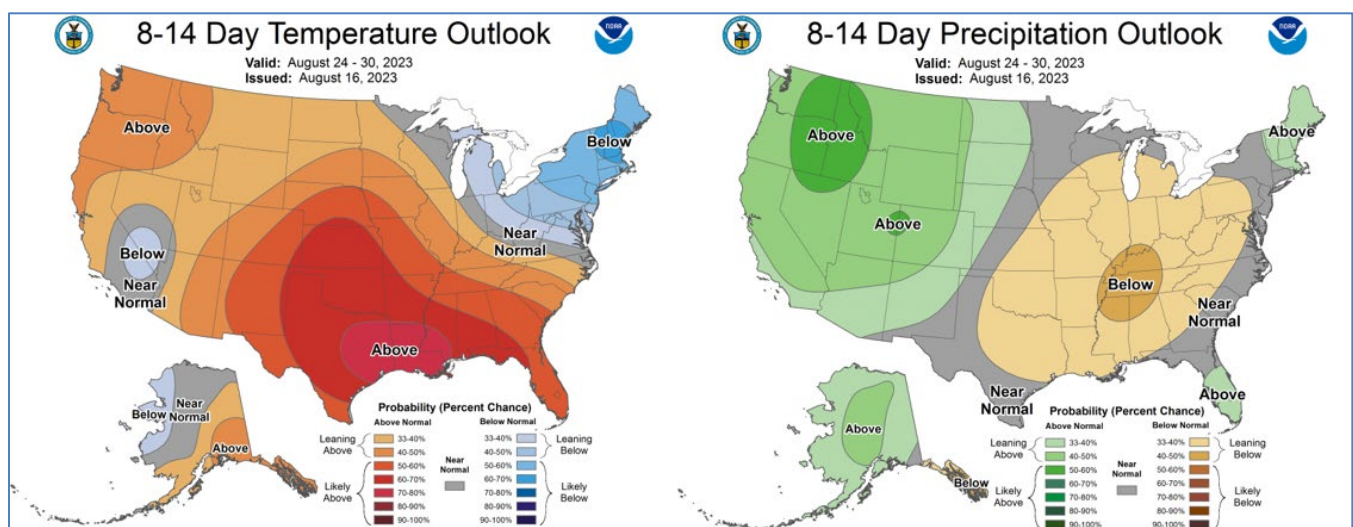 8-14 Day Temperature Outlook
NOAA
Valid: August 24 - 30, 2023
Issued: August 16, 2023
Above
Below
Near
Normal
Below
Near
Normal
Above
Below
Near
Normal
Above
Probability (Percent Chance)
Above Normal
Below Normal
Leaning
Above
Likely
Above
33-40%
40-50%
50-60%
60-70%
70-80%
80-90%
90-100%
Near
Normal
33-40%
40-50%
50-60%
60-70%
70-80%
80-90%
90-100%
Leaning
Below
Likely
Below
8-14 Day Precipitation Outlook
NOAA
Valid: August 24 - 30, 2023
Issued: August 16, 2023
Above
Above
Above
Below
Near
Normal
Near
Normal
Above
Above
Below
Probability (Percent Chance)
Above Normal
Below Normal
Leaning
Above
Likely
Above
33-40%
40-50%
50-60%
60-70%
70-80%
80-90%
90-100%
Near
Normal
33-40%
40-50%
50-60%
60-70%
70-80%
80-90%
90-100%
Leaning
Below
Likely
Below